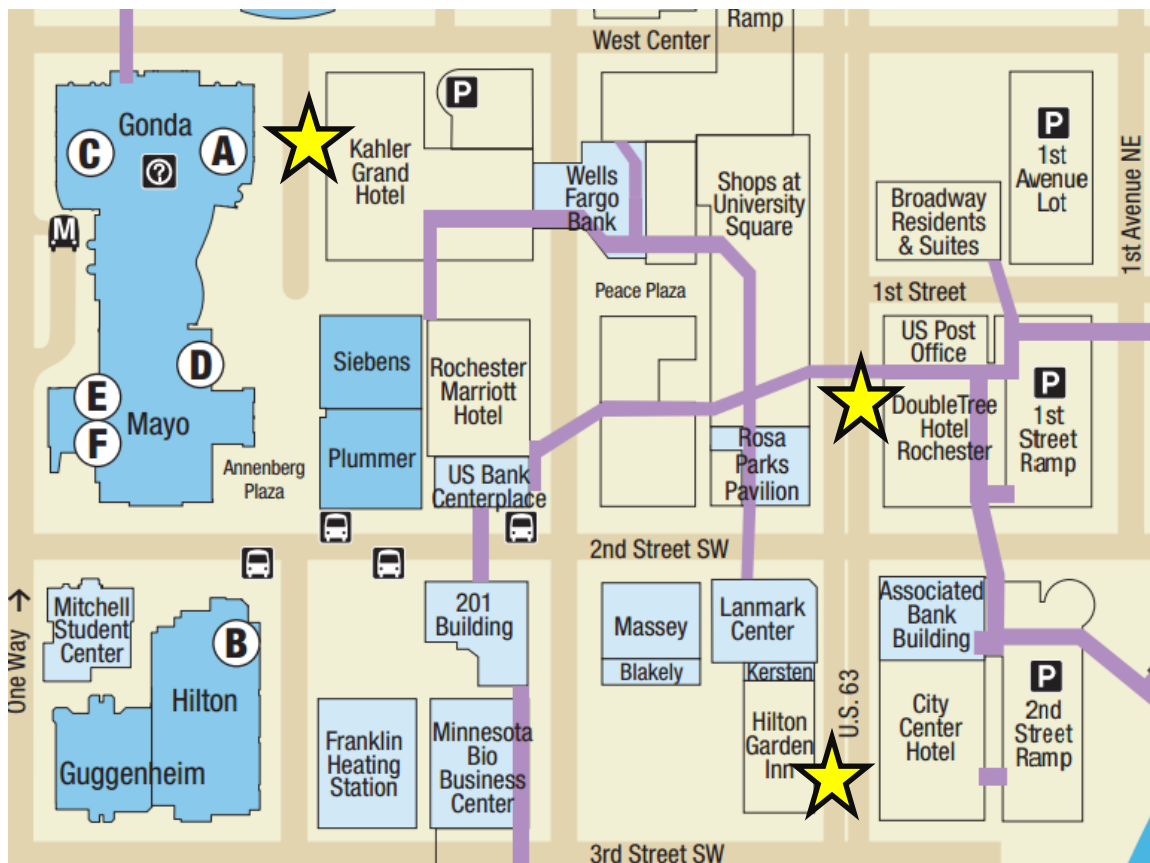 Ramp
West Center
Gonda
C
A
?
P
Kahler
Grand
Hotel
Wells
Fargo
Bank
Shops at
University
Square
P
1st
Avenue
Lot
Broadway
Residents
& Suites
1st Avenue NE
M
Peace Plaza
1st Street
US Post
Office
Siebens
Rochester
Marriott
Hotel
D
E
F
Mayo
P
1st
Street
Ramp
DoubleTree
Hotel
Rochester
Plummer
Annenberg
Plaza
US Bank
Centerplace
Rosa
Parks
Pavilion
2nd Street SW
One Way
Mitchell
Student
Center
B
Hilton
Guggenheim
201
Building
Massey
Blakely
Lanmark
Center
Kersten
Hilton
Garden
Inn
U.S. 63
Associated
Bank
Building
City
Center
Hotel
P
2nd
Street
Ramp
Franklin
Heating
Station
Minnesota
Bio
Business
Center
3rd Street SW